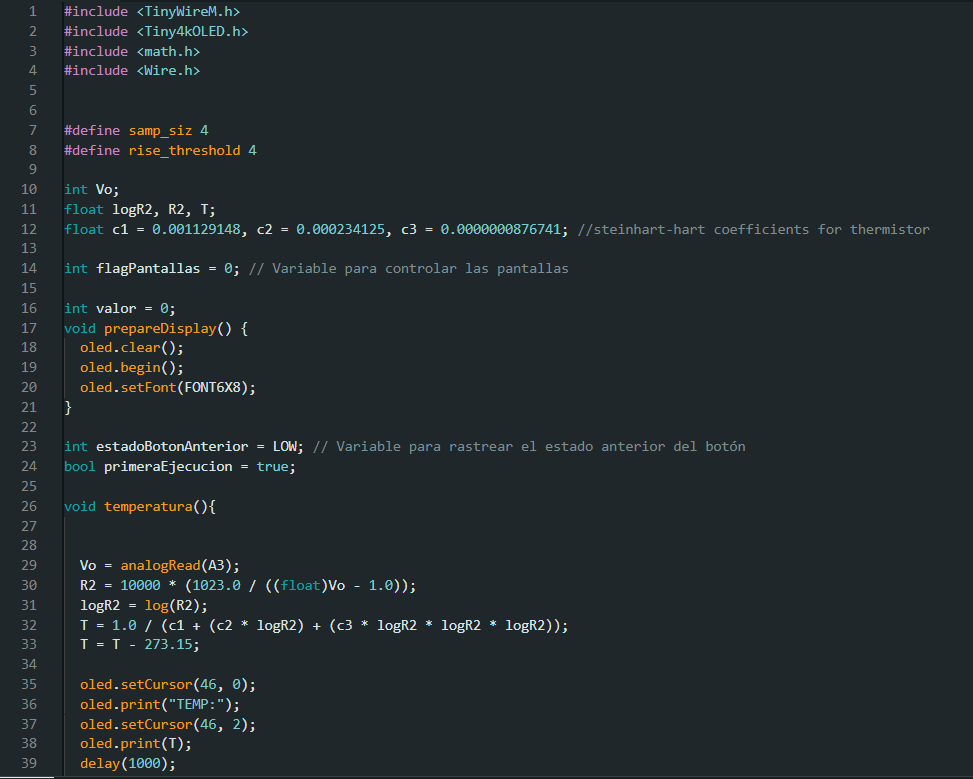 1 #include <TinyWireM.h>
2 #include <Tiny4kOLED.h>
3 #include <math.h>
4 #include <Wire.h>
5
6
7 #define samp_siz 4
8 #define rise_threshold 4
9
10 int Vo;
11 float logR2, R2, T;
12 float c1 = 0.001129148, c2 = 0.000234125, c3 = 0.0000000876741; //steinhart-hart coefficients for thermistor
13
14 int flagPantallas = 0; // Variable para controlar las pantallas
15
16 int valor = 0;
17 void prepareDisplay() {
18   oled.clear();
19   oled.begin();
20   oled.setFont(FONT6X8);
21 }
22
23 int estadoBotonAnterior = LOW; // Variable para rastrear el estado anterior del botón
24 bool primeraEjecucion = true;
25
26 void temperatura(){
27
28
29   Vo = analogRead(A3);
30   R2 = 10000 * (1023.0 / ((float)Vo - 1.0));
31   logR2 = log(R2);
32   T = 1.0 / (c1 + (c2 * logR2) + (c3 * logR2 * logR2 * logR2));
33   T = T - 273.15;
34
35   oled.setCursor(46, 0);
36   oled.print("TEMP:");
37   oled.setCursor(46, 2);
38   oled.print(T);
39   delay(1000);